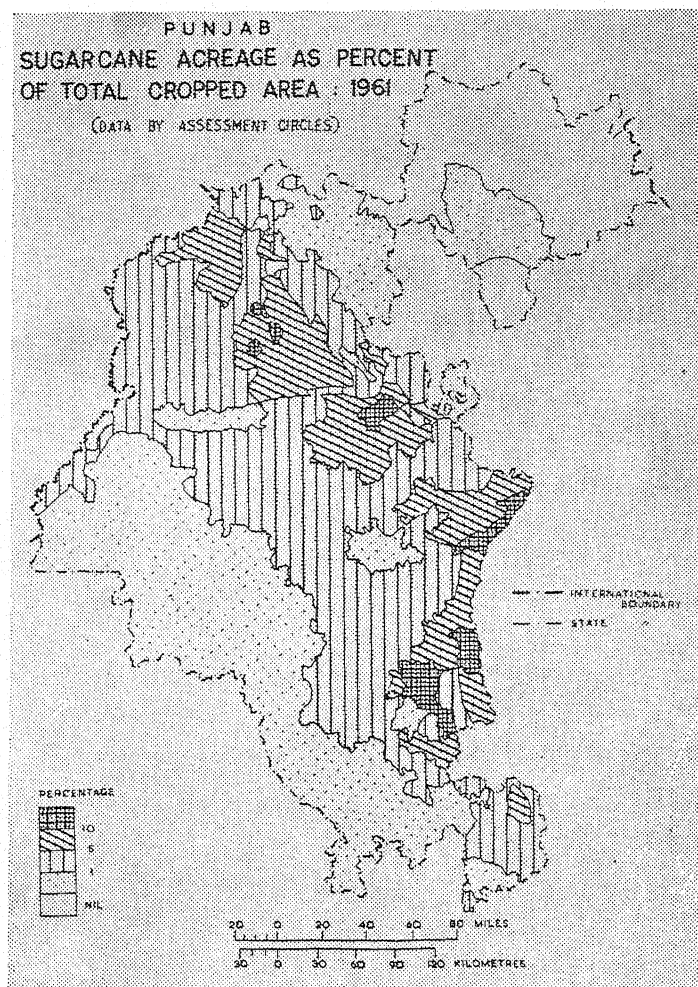 PUNJAB
SUGARCANE ACREAGE AS PERCENT
OF TOTAL CROPPED AREA : 1961
(DATA BY ASSESSMENT CIRCLES)
INTERNATIONAL
BOUNDARY
STATE "
PERCENTAGE
10
5
1
NIL
20 0 20 40 60 80 MILES
30 0 30 60 90 120 KILOMETRES